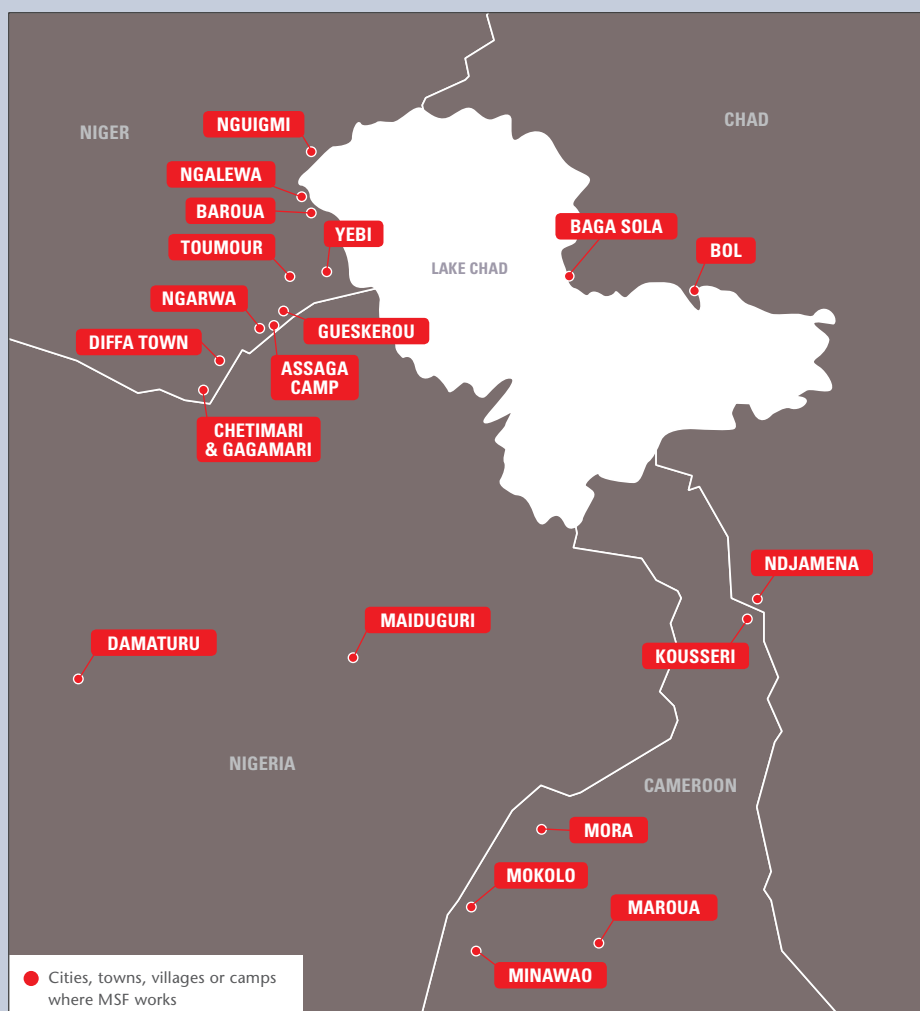 NIGER
CHAD
NGUIGMI
NGALEWA
BAROUA
YEBI
BAGA SOLA
TOUMOUR
BOL
LAKE CHAD
NGARWA
GUESKEROU
DIFFA TOWN
ASSAGA
CAMP
CHETIMARI
& GAGAMARI
NDJAMENA
MAIDUGURI
DAMATURU
KOUSSERI
NIGERIA
CAMEROON
MORA
MOKOLO
MAROUA
MINAWAO
Cities, towns, villages or camps
where MSF works